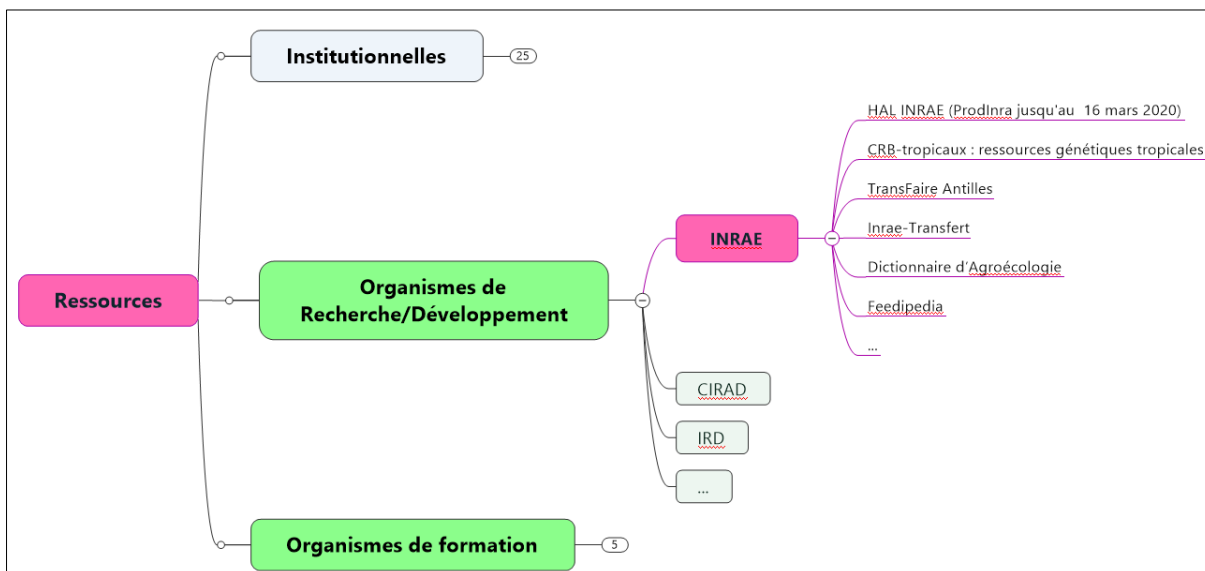 Institutionnelles
25
HAL INRAE (ProdInra jusqu'au  16 mars 2020)
CRB-tropicaux : ressources génétiques tropicales
TransFaire Antilles
INRAE
Inrae-Transfert
Dictionnaire d'Agroécologie
Feedipedia
...
Ressources
Organismes de
Recherche/Développement
CIRAD
IRD
...
Organismes de formation
5